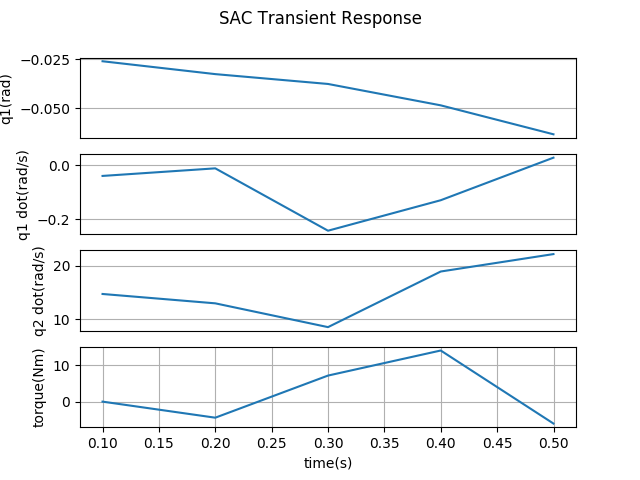 SAC Transient Response
−0.025
−0.050
q1(rad)
0.0
−0.2
q1 dot(rad/s)
20
10
q2 dot(rad/s)
10
0
torque(Nm)
0.10 0.15 0.20 0.25 0.30 0.35 0.40 0.45 0.50
time(s)